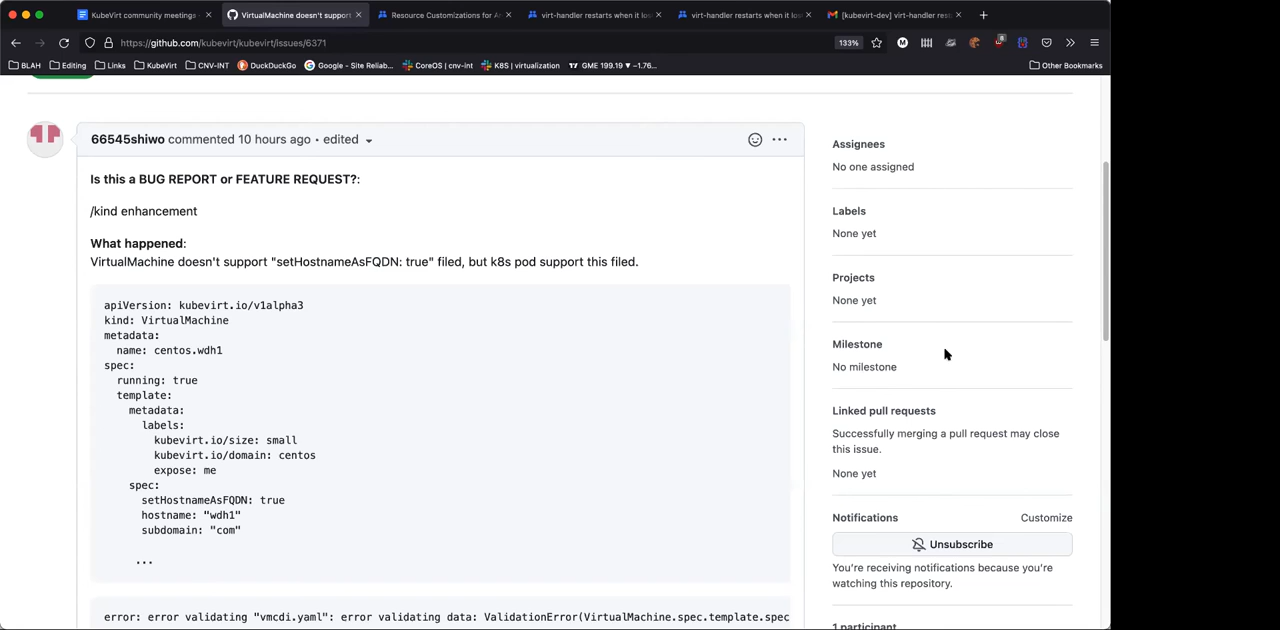 KubeVirt community meetings
VirtualMachine doesn't support
Resource Customizations for Ar
virt-handler restarts when it los
virt-handler restarts when it los
[kubevirt-dev] virt-handler rest
https://github.com/kubevirt/kubevirt/issues/6371
133%
BLAH
Editing
Links
KubeVirt
CNV-INT
DuckDuckGo
Google - Site Reliab...
CoreOS | cnv-int
K8S | virtualization
GME 199.19 ▼ −1.76...
Other Bookmarks
66545shiwo commented 10 hours ago • edited
Is this a BUG REPORT or FEATURE REQUEST?:
/kind enhancement
What happened:
VirtualMachine doesn't support "setHostnameAsFQDN: true" filed, but k8s pod support this filed.
apiVersion: kubevirt.io/v1alpha3
kind: VirtualMachine
metadata:
name: centos.wdh1
spec:
running: true
template:
metadata:
labels:
kubevirt.io/size: small
kubevirt.io/domain: centos
expose: me
spec:
setHostnameAsFQDN: true
hostname: "wdh1"
subdomain: "com"
...
error: error validating "vmcdi.yaml": error validating data: ValidationError(VirtualMachine.spec.template.spec
Assignees
No one assigned
Labels
None yet
Projects
None yet
Milestone
No milestone
Linked pull requests
Successfully merging a pull request may close
this issue.
None yet
Notifications
Customize
Unsubscribe
You're receiving notifications because you're
watching this repository.
1 participant